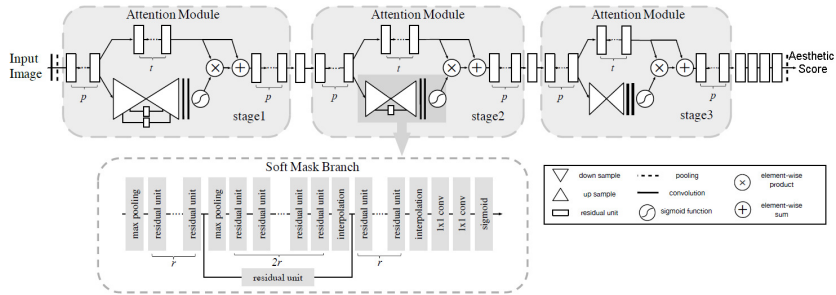 Attention Module
Attention Module
Attention Module
Input
Image
t
p
p
stage1
t
p
p
stage2
t
p
p
stage3
Aesthetic
Score
Soft Mask Branch
max pooling
residual unit
residual unit
max pooling
residual unit
residual unit
residual unit
residual unit
interpolation
residual unit
residual unit
interpolation
1x1 conv
1x1 conv
sigmoid
r
2r
r
residual unit
down sample
pooling
element-wise
product
up sample
convolution
residual unit
sigmoid function
element-wise
sum